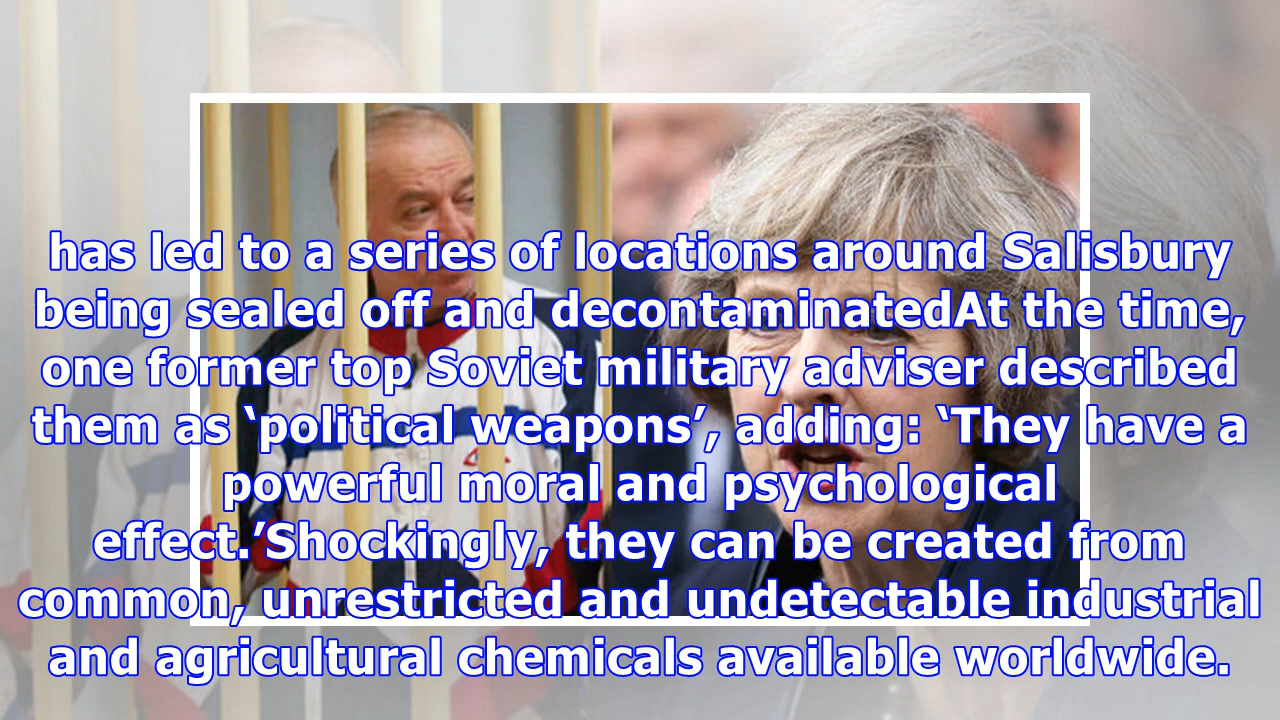 has led to a series of locations around Salisbury
being sealed off and decontaminatedAt the time,
one former top Soviet military adviser described
them as ‘political weapons’, adding: ‘They have a
powerful moral and psychological
effect.’Shockingly, they can be created from
common, unrestricted and undetectable industrial
and agricultural chemicals available worldwide.